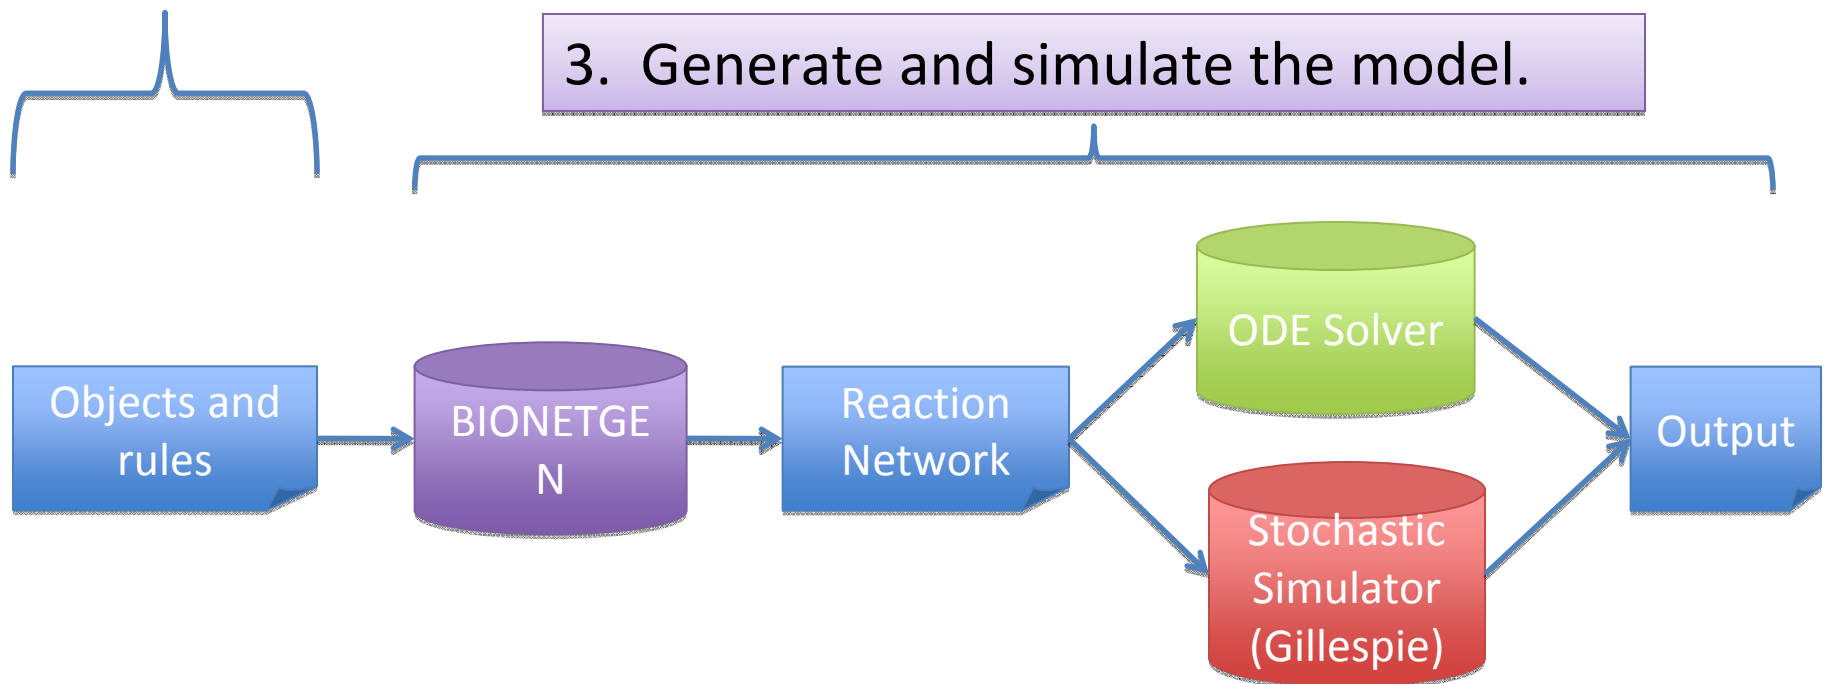 3. Generate and simulate the model.
Objects and
rules
BIONETGE
N
Reaction
Network
ODE Solver
Stochastic
Simulator
(Gillespie)
Output